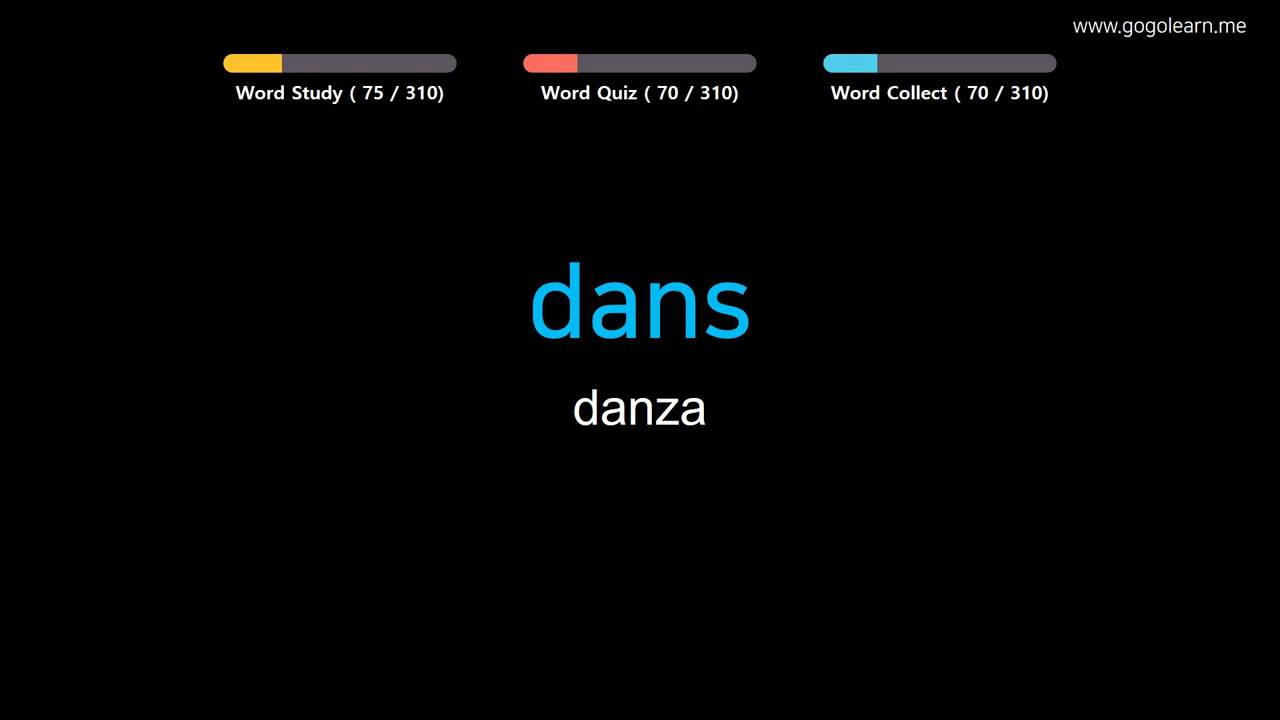 www.gogolearn.me
Word Study ( 75 / 310)
Word Quiz ( 70 / 310)
Word Collect ( 70 / 310)
dans
danza